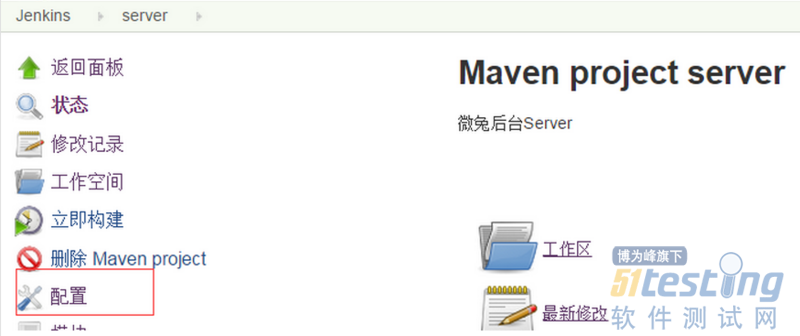 Jenkins server
返回面板
状态
修改记录
工作空间
立即构建
删除 Maven project
配置
模块
Maven project server
微兔后台Server
工作区
最新修改
博为峰旗下
51testing
软件测试网